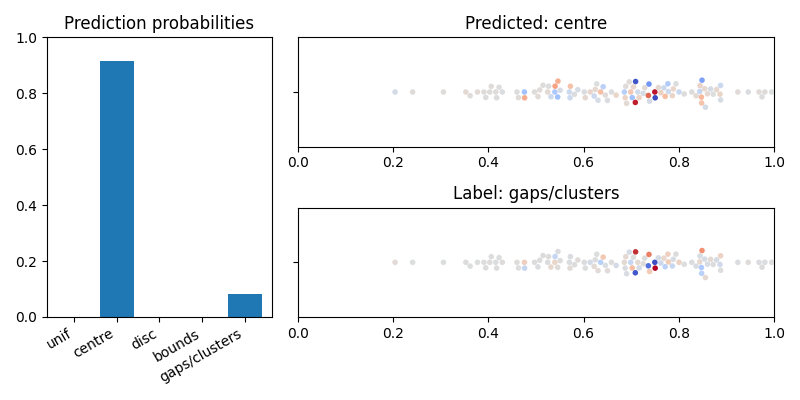 Prediction probabilities
1.0
0.8
0.6
0.4
0.2
0.0
unif
centre
disc
bounds
gaps/clusters
Predicted: centre
0.0 0.2 0.4 0.6 0.8 1.0
Label: gaps/clusters
0.0 0.2 0.4 0.6 0.8 1.0